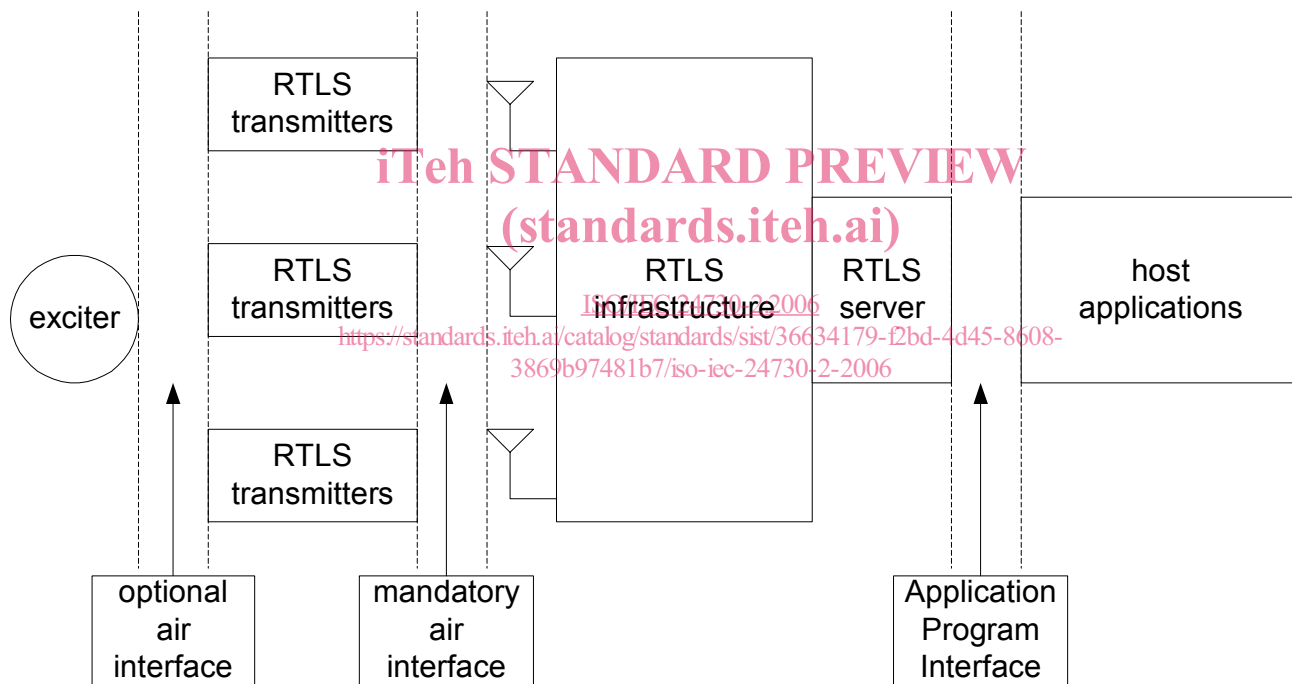 RTLS
transmitters
iTeh STANDARD PREVIEW
(standards.iteh.ai)
exciter
RTLS
transmitters
RTLS
infrastructure
RTLS
server
host
applications
ISO/IEC 24730-2:2006
https://standards.iteh.ai/catalog/standards/sist/36634179-f2bd-4d45-8608-
3869b97481b7/iso-iec-24730-2-2006
RTLS
transmitters
optional
air
interface
mandatory
air
interface
Application
Program
Interface